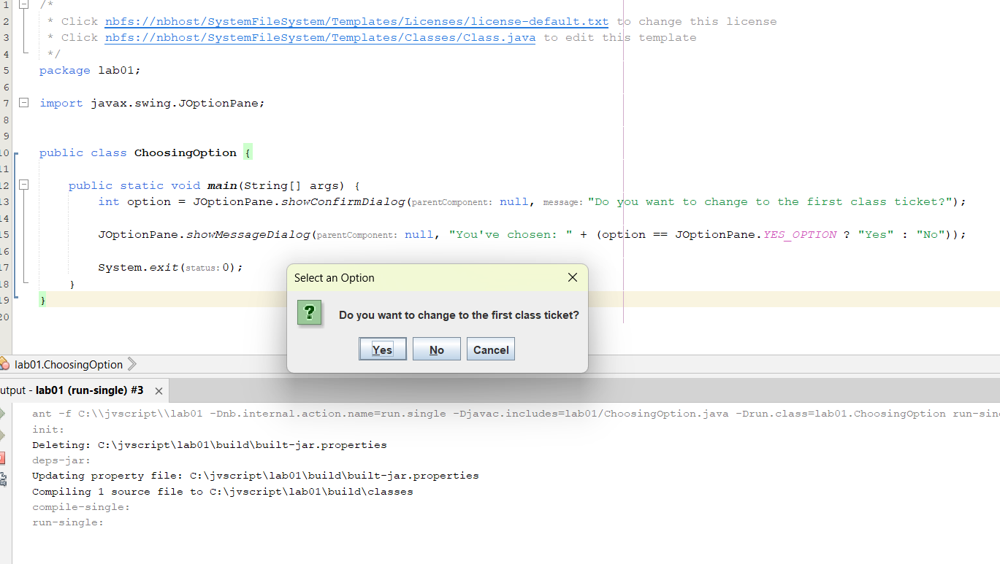 1 /*
2 * Click nbfs://nbhost/SystemFileSystem/Templates/Licenses/license-default.txt to change this license
3 * Click nbfs://nbhost/SystemFileSystem/Templates/Classes/Class.java to edit this template
4 */
5 package lab01;
6
7 import javax.swing.JOptionPane;
8
9
10 public class ChoosingOption {
11
12 public static void main(String[] args) {
13 int option = JOptionPane.showConfirmDialog(parentComponent: null, message: "Do you want to change to the first class ticket?");
14
15 JOptionPane.showMessageDialog(parentComponent: null, "You've chosen: " + (option == JOptionPane.YES_OPTION ? "Yes" : "No"));
16
17 System.exit(status: 0);
18 }
19 }
20
Select an Option
?
Do you want to change to the first class ticket?
Yes No Cancel
lab01.ChoosingOption
utput - lab01 (run-single) #3
ant -f C:\\jvscript\\lab01 -Dnb.internal.action.name=run.single -Djavac.includes=lab01/ChoosingOption.java -Drun.class=lab01.ChoosingOption run-sin
init:
Deleting: C:\jvscript\lab01\build\built-jar.properties
deps-jar:
Updating property file: C:\jvscript\lab01\build\built-jar.properties
Compiling 1 source file to C:\jvscript\lab01\build\classes
compile-single:
run-single: